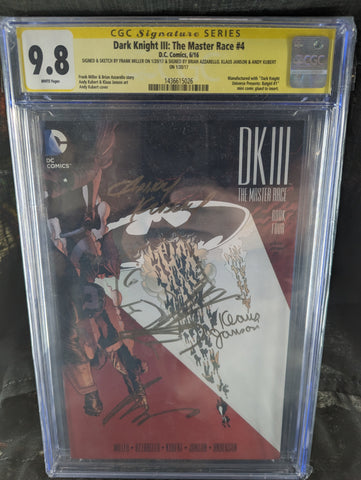 CGC Signature SERIES
Dark Knight III: The Master Race #4
D.C. Comics, 6/16
SIGNED & SKETCH BY FRANK MILLER ON 1/20/17 & SIGNED BY BRIAN AZZARELLO, KLAUS JANSON & ANDY KUBERT
ON 1/20/17
9.8
WHITE Pages
Frank Miller & Brian Azzarello story
Andy Kubert & Klaus Janson art
Andy Kubert cover
Manufactured with "Dark Knight
Universe Presents: Batgirl #1"
mini comic glued to insert.
1436615026
DC
COMICS
DK III
THE MASTER RACE
BOOK
FOUR
Klaus
Janson
MILLER AZZARELLO KUBERT JANSON ANDERSON